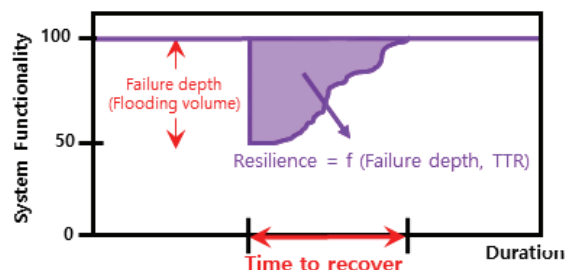 System Functionality
100
50
0
Failure depth
(Flooding volume)
Resilience = f (Failure depth, TTR)
Time to recover
Duration